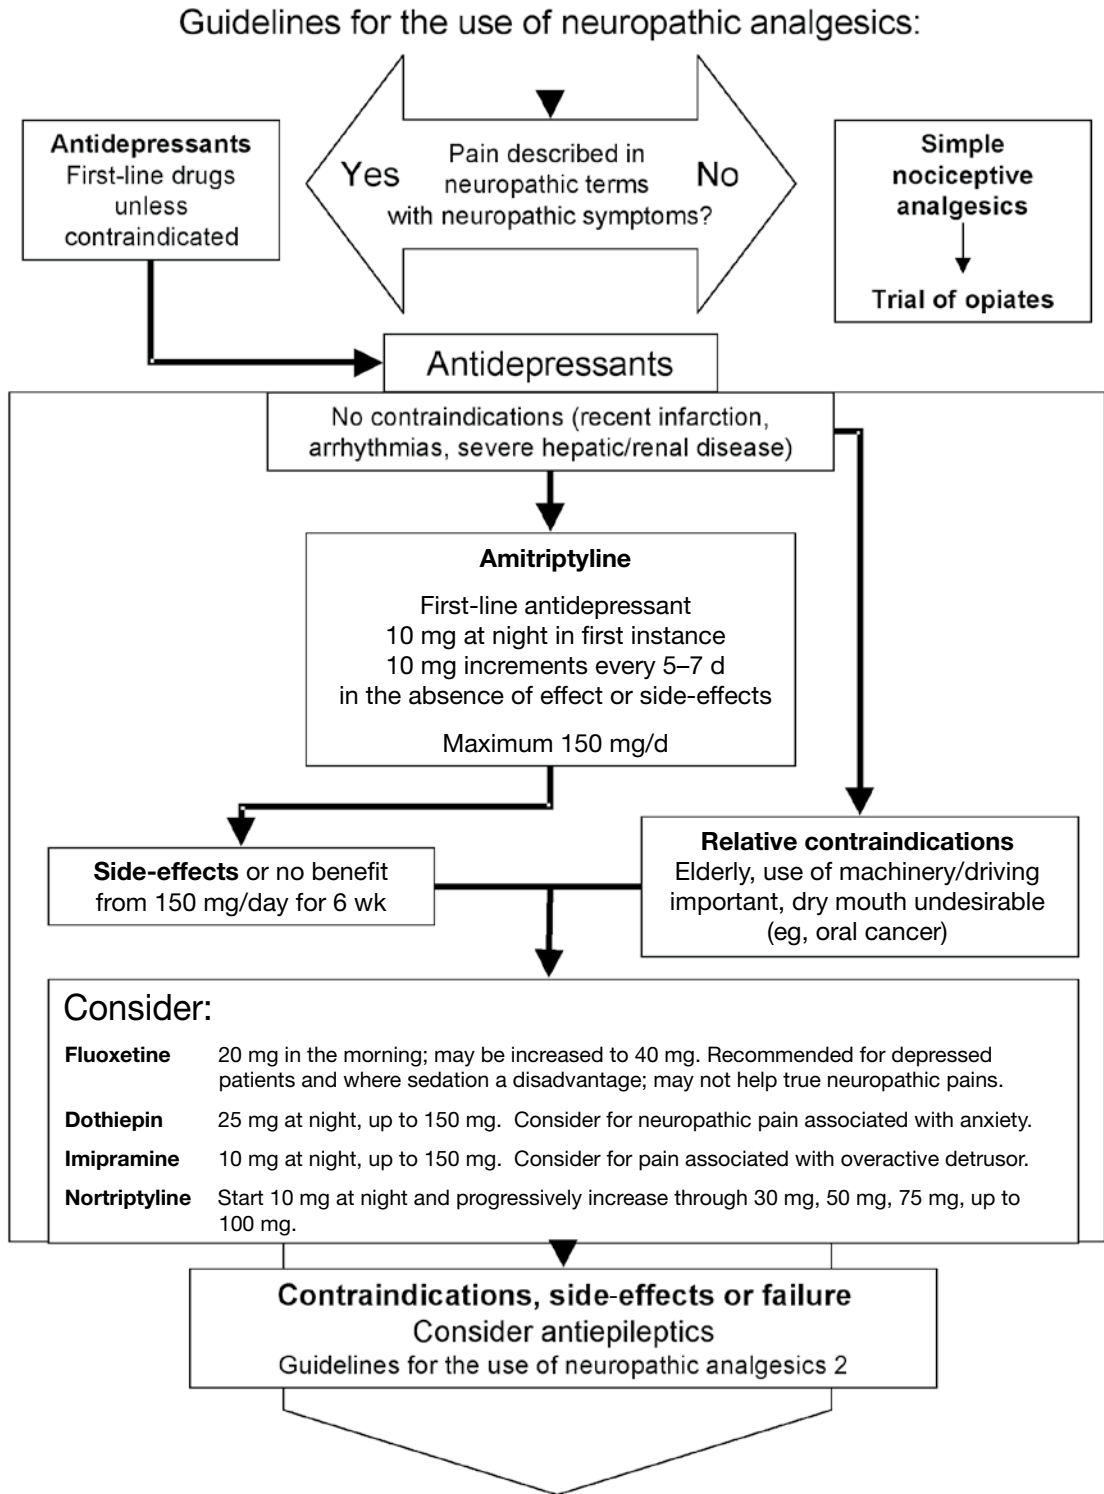 Guidelines for the use of neuropathic analgesics:
Antidepressants
First-line drugs
unless
contraindicated
Yes
Pain described in
neuropathic terms
with neuropathic symptoms?
No
Simple
nociceptive
analgesics
Trial of opiates
Antidepressants
No contraindications (recent infarction,
arrhythmias, severe hepatic/renal disease)
Amitriptyline
First-line antidepressant
10 mg at night in first instance
10 mg increments every 5–7 d
in the absence of effect or side-effects
Maximum 150 mg/d
Side-effects or no benefit
from 150 mg/day for 6 wk
Relative contraindications
Elderly, use of machinery/driving
important, dry mouth undesirable
(eg, oral cancer)
Consider:
Fluoxetine 20 mg in the morning; may be increased to 40 mg. Recommended for depressed
patients and where sedation a disadvantage; may not help true neuropathic pains.
Dothiepin 25 mg at night, up to 150 mg. Consider for neuropathic pain associated with anxiety.
Imipramine 10 mg at night, up to 150 mg. Consider for pain associated with overactive detrusor.
Nortriptyline Start 10 mg at night and progressively increase through 30 mg, 50 mg, 75 mg, up to
100 mg.
Contraindications, side-effects or failure
Consider antiepileptics
Guidelines for the use of neuropathic analgesics 2